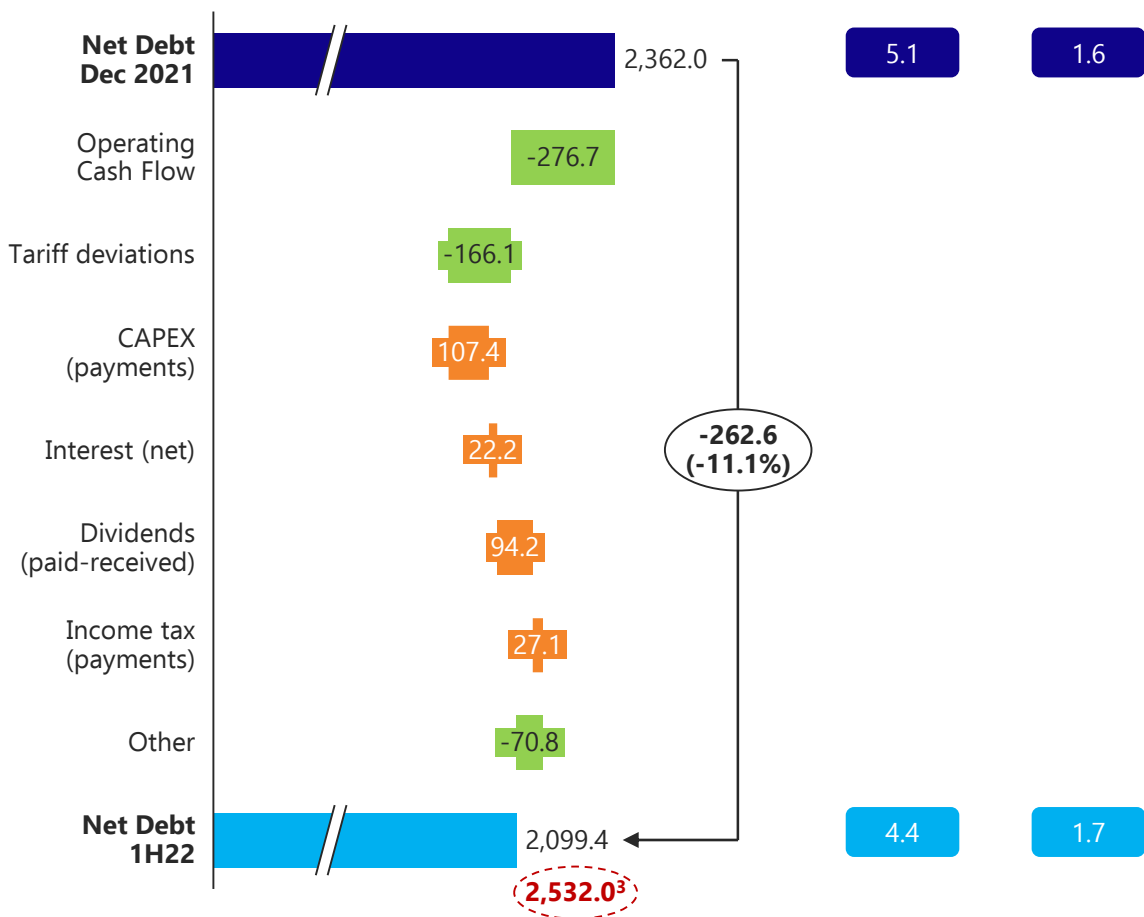 Net Debt
Dec 2021
2,362.0
5.1
1.6
Operating
Cash Flow
-276.7
Tariff deviations
-166.1
CAPEX
(payments)
107.4
Interest (net)
22.2
-262.6
(-11.1%)
Dividends
(paid-received)
94.2
Income tax
(payments)
27.1
Other
-70.8
Net Debt
1H22
2,099.4
4.4
1.7
2,532.0³